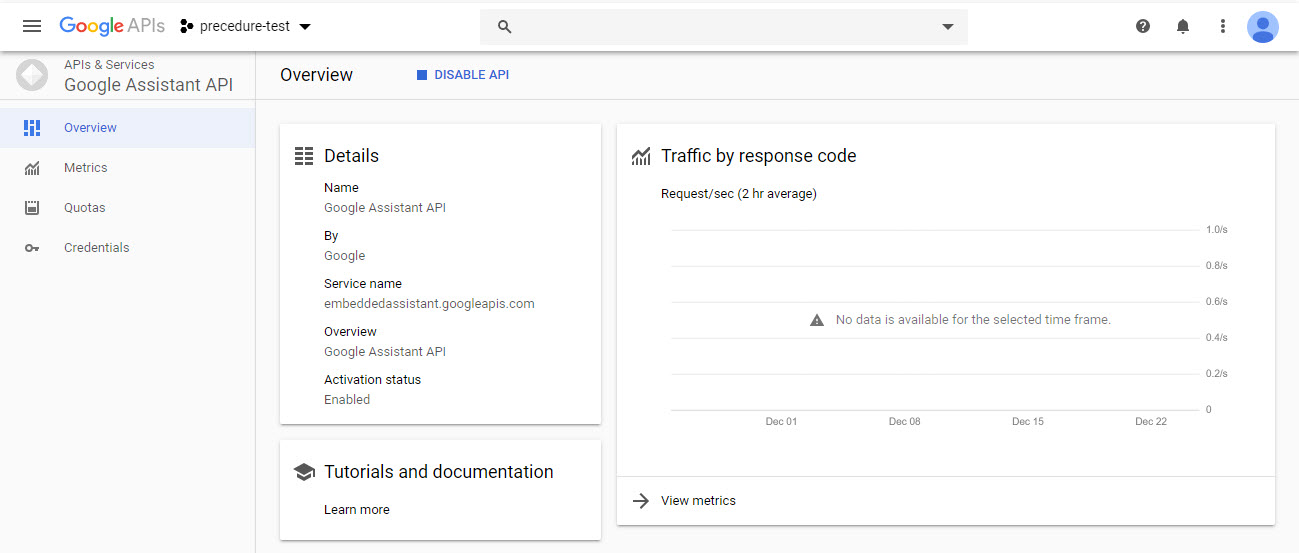 Google APIs
precedure-test
APIs & Services
Google Assistant API
Overview
Metrics
Quotas
Credentials
Overview
DISABLE API
Details
Name
Google Assistant API
By
Google
Service name
embeddedassistant.googleapis.com
Overview
Google Assistant API
Activation status
Enabled
Tutorials and documentation
Learn more
Traffic by response code
Request/sec (2 hr average)
1.0/s
0.8/s
0.6/s
No data is available for the selected time frame.
0.4/s
0.2/s
0
Dec 01 Dec 08 Dec 15 Dec 22
View metrics